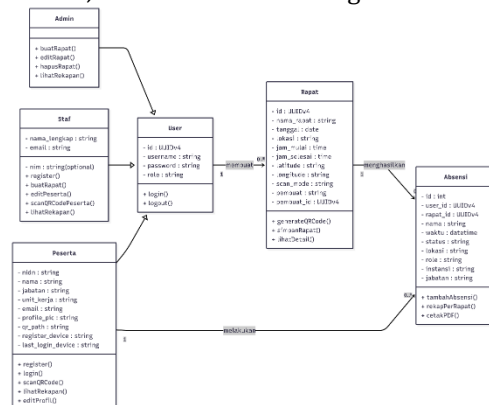 Admin
+ buatRapat()
+ editRapat()
+ hapusRapat()
+ lihatRekapan()
Staf
- nama_lengkap : string
- email : string
- nim : string(optional)
+ register()
+ buatRapat()
+ editPeserta()
+ scanQRCodePeserta()
+ lihatRekapan()
User
- id : UUIDv4
- username : string
- password : string
- role : string
+ login()
+ logout()
membuat
Rapat
- id : UUIDv4
- nama_rapat : string
- tanggal : date
- lokasi : string
- jam_mulai : time
- jam_selesai : time
- latitude : string
- longitude : string
- scan_mode : string
- pembuat : string
- pembuat_id : UUIDv4
+ generateQRCode()
+ simpanRapat()
+ lihatDetail()
menghasilkan
Absensi
- id : int
- user_id : UUIDv4
- rapat_id : UUIDv4
- nama : string
- waktu : datetime
- status : string
- lokasi : string
- role : string
- instansi : string
- jabatan : string
+ tambahAbsensi()
+ rekapPerRapat()
+ cetakPDF()
Peserta
- nidn : string
- nama : string
- jabatan : string
- unit_kerja : string
- email : string
- profile_pic : string
- qr_path : string
- register_device : string
- last_login_device : string
+ register()
+ login()
+ scanQRCode()
+ lihatRekapan()
+ editProfil()
melakukan